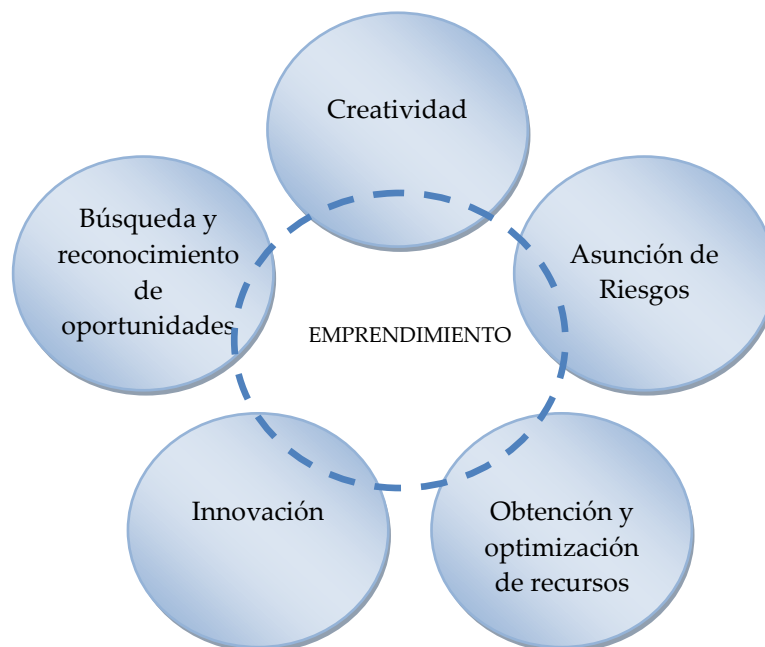 Creatividad
Búsqueda y
reconocimiento
de
oportunidades
Asunción de
Riesgos
EMPRENDIMIENTO
Innovación
Obtención y
optimización
de recursos